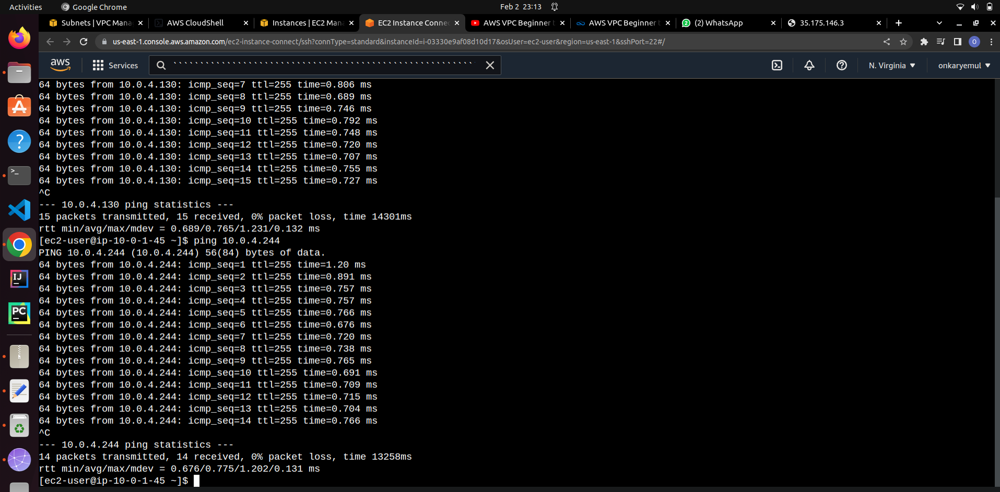 Activities Google Chrome Feb 2 23:13
Subnets | VPC Mana AWS CloudShell Instances | EC2 Mana EC2 Instance Connec AWS VPC Beginner t AWS VPC Beginner t (2) WhatsApp 35.175.146.3
us-east-1.console.aws.amazon.com/ec2-instance-connect/ssh?connType=standard&instanceId=i-03330e9af08d10d17&osUser=ec2-user&region=us-east-1&sshPort=22#/ O
aws Services N. Virginia onkaryemul
64 bytes from 10.0.4.130: icmp_seq=7 ttl=255 time=0.806 ms
64 bytes from 10.0.4.130: icmp_seq=8 ttl=255 time=0.689 ms
64 bytes from 10.0.4.130: icmp_seq=9 ttl=255 time=0.746 ms
64 bytes from 10.0.4.130: icmp_seq=10 ttl=255 time=0.792 ms
64 bytes from 10.0.4.130: icmp_seq=11 ttl=255 time=0.748 ms
64 bytes from 10.0.4.130: icmp_seq=12 ttl=255 time=0.720 ms
64 bytes from 10.0.4.130: icmp_seq=13 ttl=255 time=0.707 ms
64 bytes from 10.0.4.130: icmp_seq=14 ttl=255 time=0.755 ms
64 bytes from 10.0.4.130: icmp_seq=15 ttl=255 time=0.727 ms
^C
--- 10.0.4.130 ping statistics ---
15 packets transmitted, 15 received, 0% packet loss, time 14301ms
rtt min/avg/max/mdev = 0.689/0.765/1.231/0.132 ms
[ec2-user@ip-10-0-1-45 ~]$ ping 10.0.4.244
PING 10.0.4.244 (10.0.4.244) 56(84) bytes of data.
64 bytes from 10.0.4.244: icmp_seq=1 ttl=255 time=1.20 ms
64 bytes from 10.0.4.244: icmp_seq=2 ttl=255 time=0.891 ms
64 bytes from 10.0.4.244: icmp_seq=3 ttl=255 time=0.757 ms
64 bytes from 10.0.4.244: icmp_seq=4 ttl=255 time=0.757 ms
64 bytes from 10.0.4.244: icmp_seq=5 ttl=255 time=0.766 ms
64 bytes from 10.0.4.244: icmp_seq=6 ttl=255 time=0.676 ms
64 bytes from 10.0.4.244: icmp_seq=7 ttl=255 time=0.720 ms
64 bytes from 10.0.4.244: icmp_seq=8 ttl=255 time=0.738 ms
64 bytes from 10.0.4.244: icmp_seq=9 ttl=255 time=0.765 ms
64 bytes from 10.0.4.244: icmp_seq=10 ttl=255 time=0.691 ms
64 bytes from 10.0.4.244: icmp_seq=11 ttl=255 time=0.709 ms
64 bytes from 10.0.4.244: icmp_seq=12 ttl=255 time=0.715 ms
64 bytes from 10.0.4.244: icmp_seq=13 ttl=255 time=0.704 ms
64 bytes from 10.0.4.244: icmp_seq=14 ttl=255 time=0.766 ms
^C
--- 10.0.4.244 ping statistics ---
14 packets transmitted, 14 received, 0% packet loss, time 13258ms
rtt min/avg/max/mdev = 0.676/0.775/1.202/0.131 ms
[ec2-user@ip-10-0-1-45 ~]$
IJ
PC